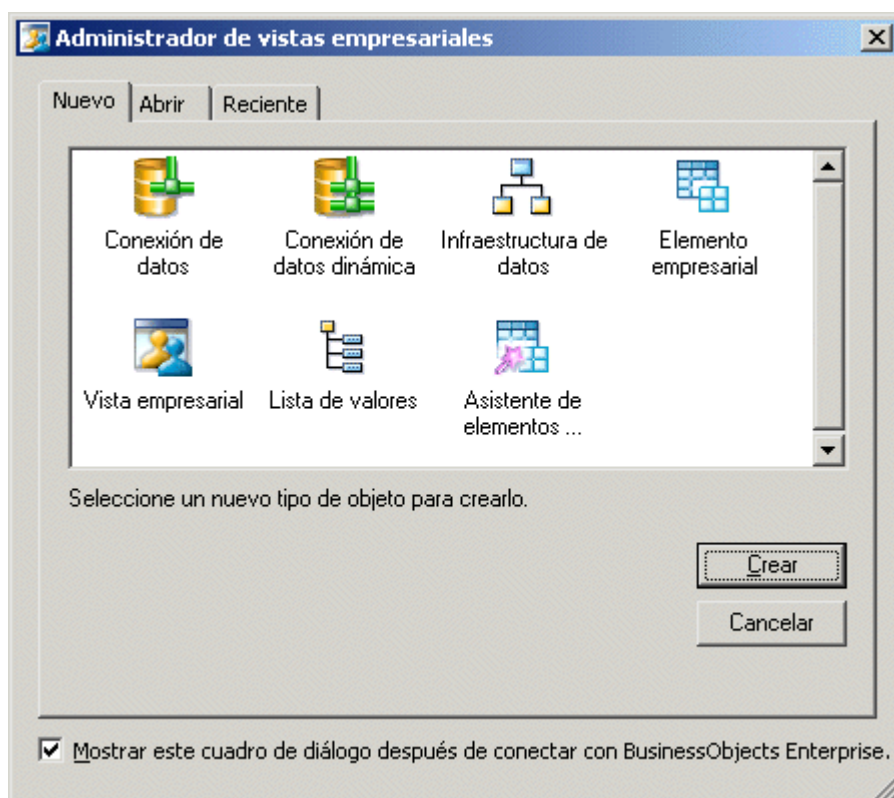 Administrador de vistas empresariales
Nuevo Abrir Reciente
Conexión de datos
Conexión de datos dinámica
Infraestructura de datos
Elemento empresarial
Vista empresarial
Lista de valores
Asistente de elementos ...
Seleccione un nuevo tipo de objeto para crearlo.
Crear
Cancelar
Mostrar este cuadro de diálogo después de conectar con BusinessObjects Enterprise.